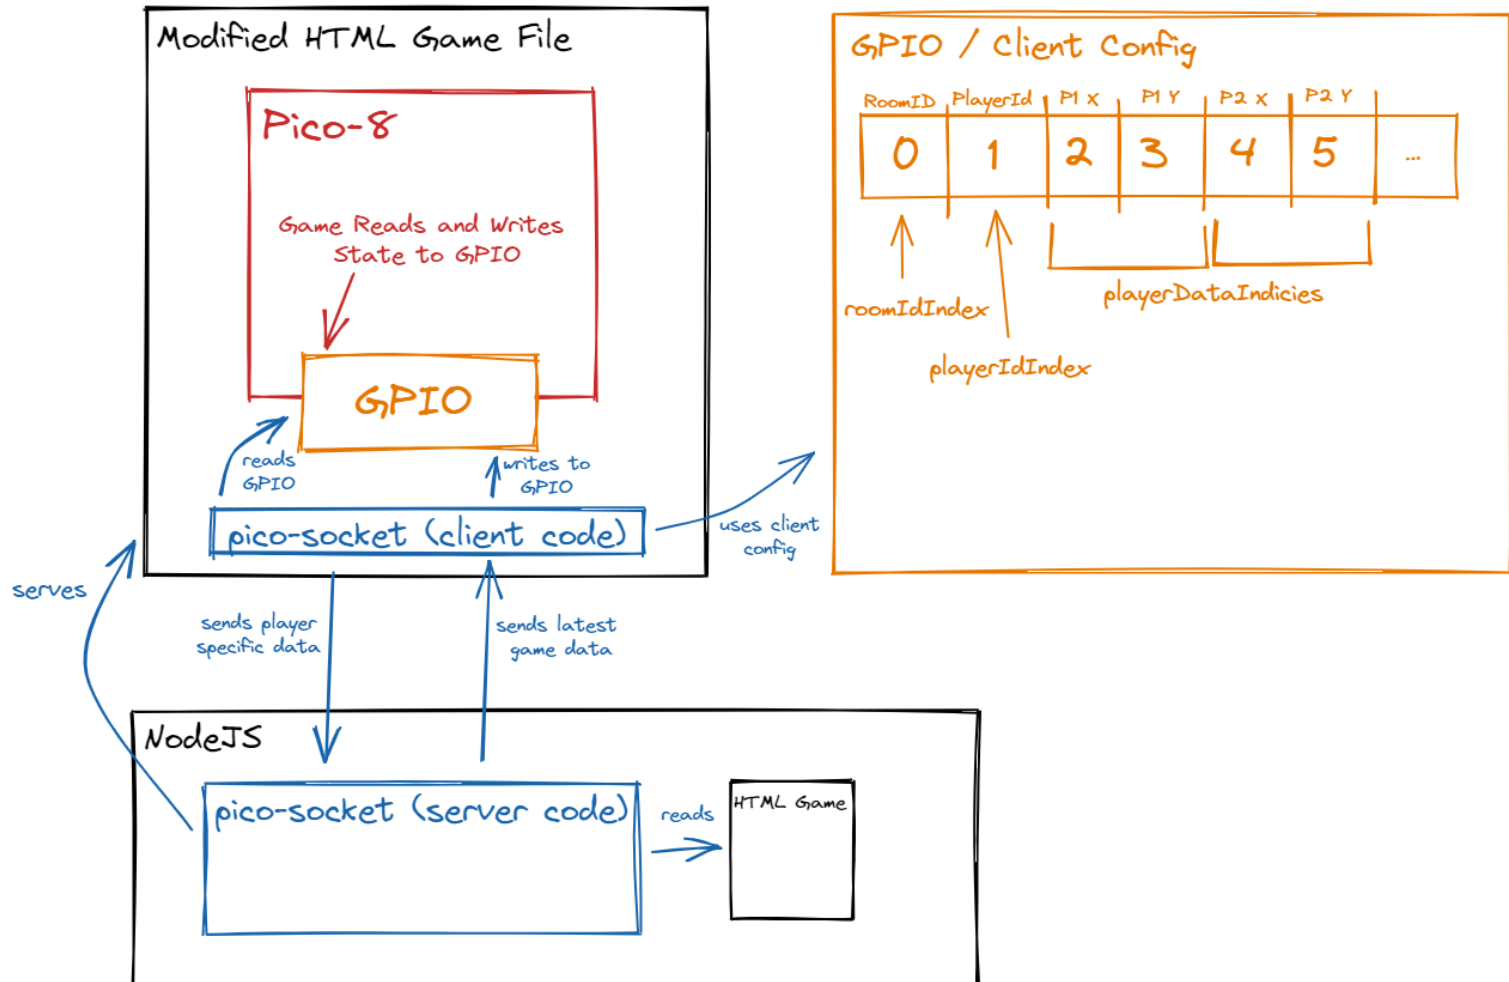 Modified HTML Game File
Pico-8
Game Reads and Writes
State to GPIO
GPIO
reads
GPIO
writes to
GPIO
pico-socket (client code)
uses client
config
serves
sends player
specific data
sends latest
game data
NodeJS
pico-socket (server code)
reads
HTML Game
GPIO / Client Config
RoomID PlayerId P1 X P1 Y P2 X P2 Y
0 1 2 3 4 5 ...
roomIdIndex
playerDataIndicies
playerIdIndex